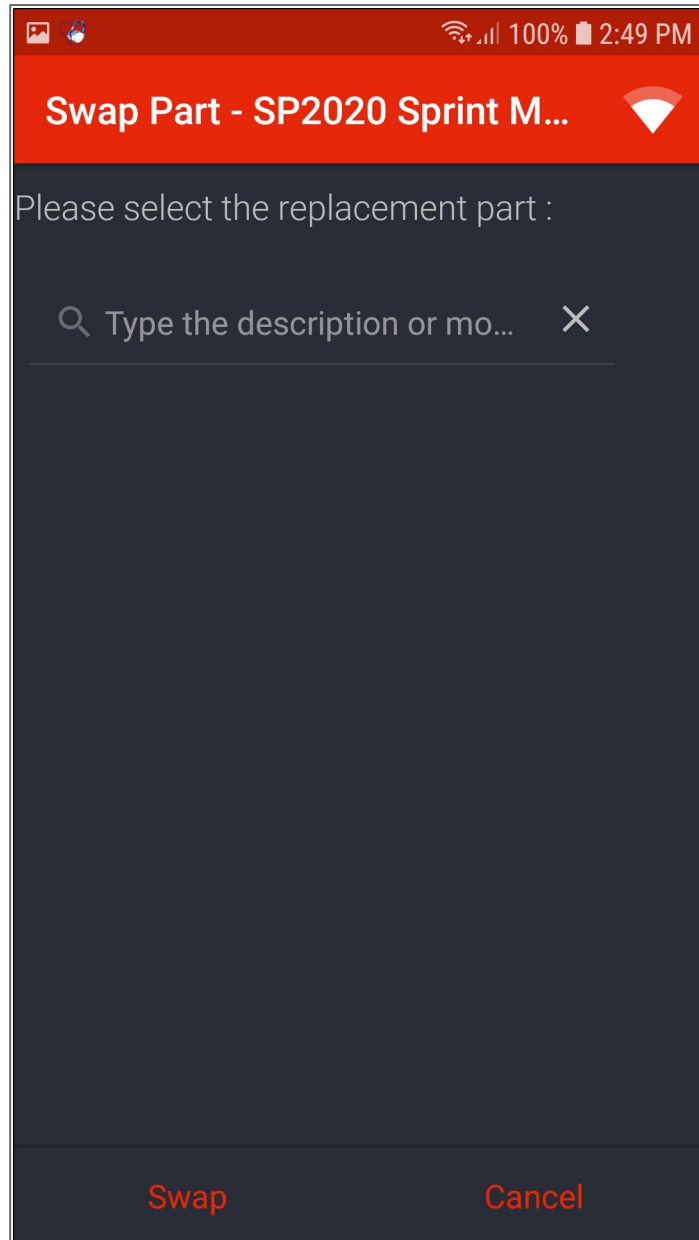 100% 2:49 PM
Swap Part - SP2020 Sprint M...
Please select the replacement part :
Type the description or mo...
Swap Cancel